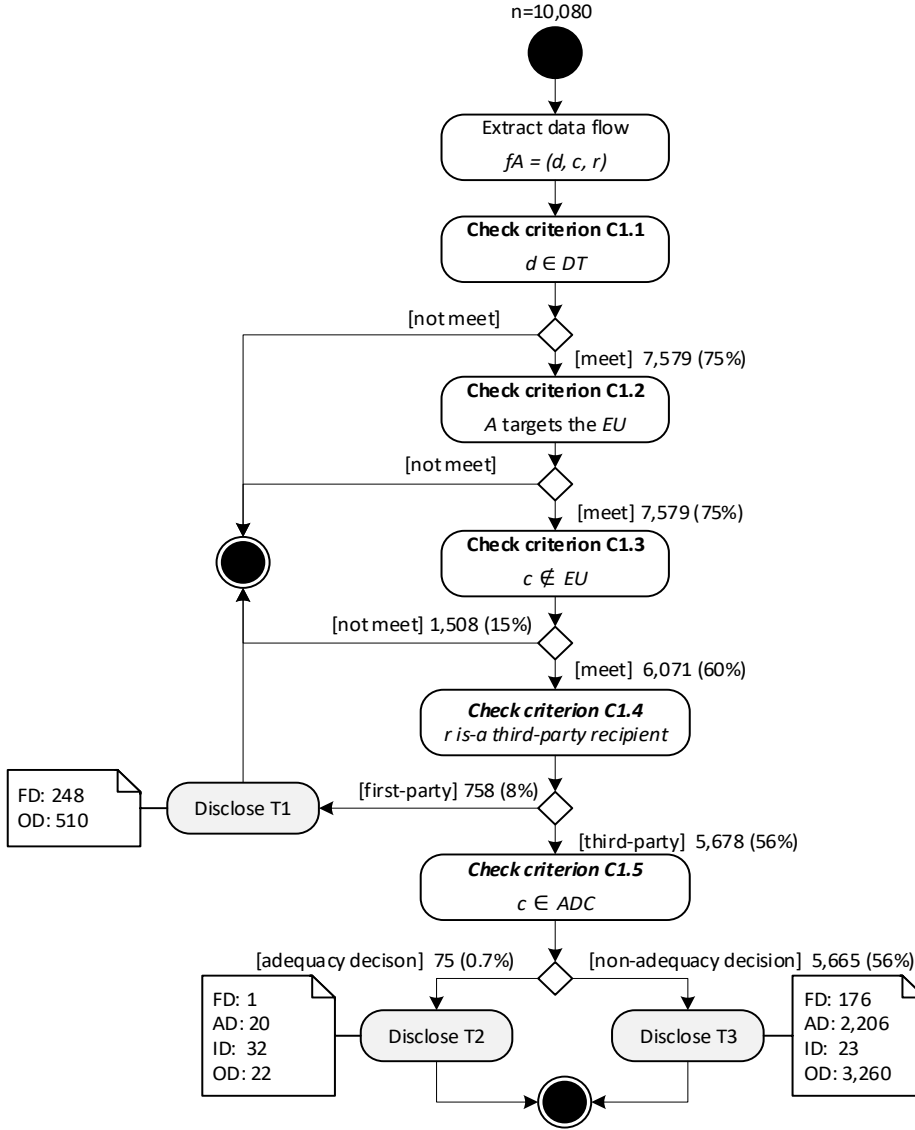 n=10,080
Extract data flow
fA = (d, c, r)
Check criterion C1.1
d ∈ DT
[not meet]
[meet] 7,579 (75%)
Check criterion C1.2
A targets the EU
[not meet]
[meet] 7,579 (75%)
Check criterion C1.3
c ∉ EU
[not meet] 1,508 (15%)
[meet] 6,071 (60%)
Check criterion C1.4
r is-a third-party recipient
[first-party] 758 (8%)
FD: 248
OD: 510
Disclose T1
[third-party] 5,678 (56%)
Check criterion C1.5
c ∈ ADC
[adequacy decison] 75 (0.7%)
[non-adequacy decision] 5,665 (56%)
FD: 1
AD: 20
ID: 32
OD: 22
Disclose T2
Disclose T3
FD: 176
AD: 2,206
ID: 23
OD: 3,260